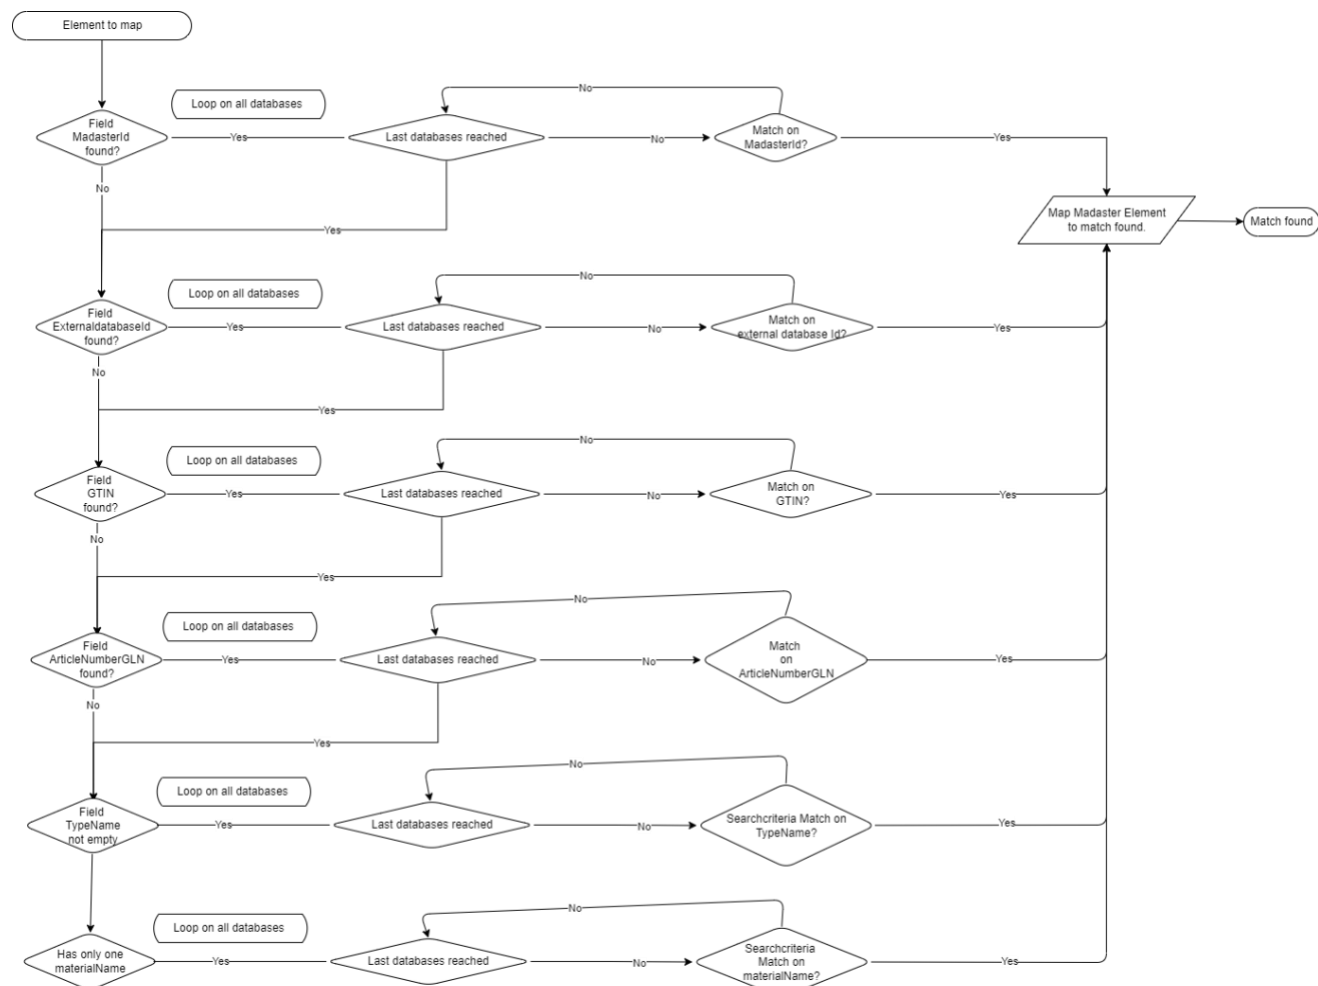 Element to map
Loop on all databases
No
Field
MadasterId
found?
Yes
Last databases reached
No
Match on
MadasterId?
Yes
No
Map Madaster Element
to match found.
Match found
Yes
Loop on all databases
No
Field
ExternaldatabaseId
found?
Yes
Last databases reached
No
Match on
external database Id?
Yes
No
Yes
Loop on all databases
No
Field
GTIN
found?
Yes
Last databases reached
No
Match on
GTIN?
Yes
No
Yes
Loop on all databases
No
Field
ArticleNumberGLN
found?
Yes
Last databases reached
No
Match
on
ArticleNumberGLN
Yes
No
Yes
Loop on all databases
No
Field
TypeName
not empty
Yes
Last databases reached
No
Searchcriteria Match on
TypeName?
Yes
Loop on all databases
No
Has only one
materialName
Yes
Last databases reached
No
Searchcriteria
Match on
materialName?
Yes